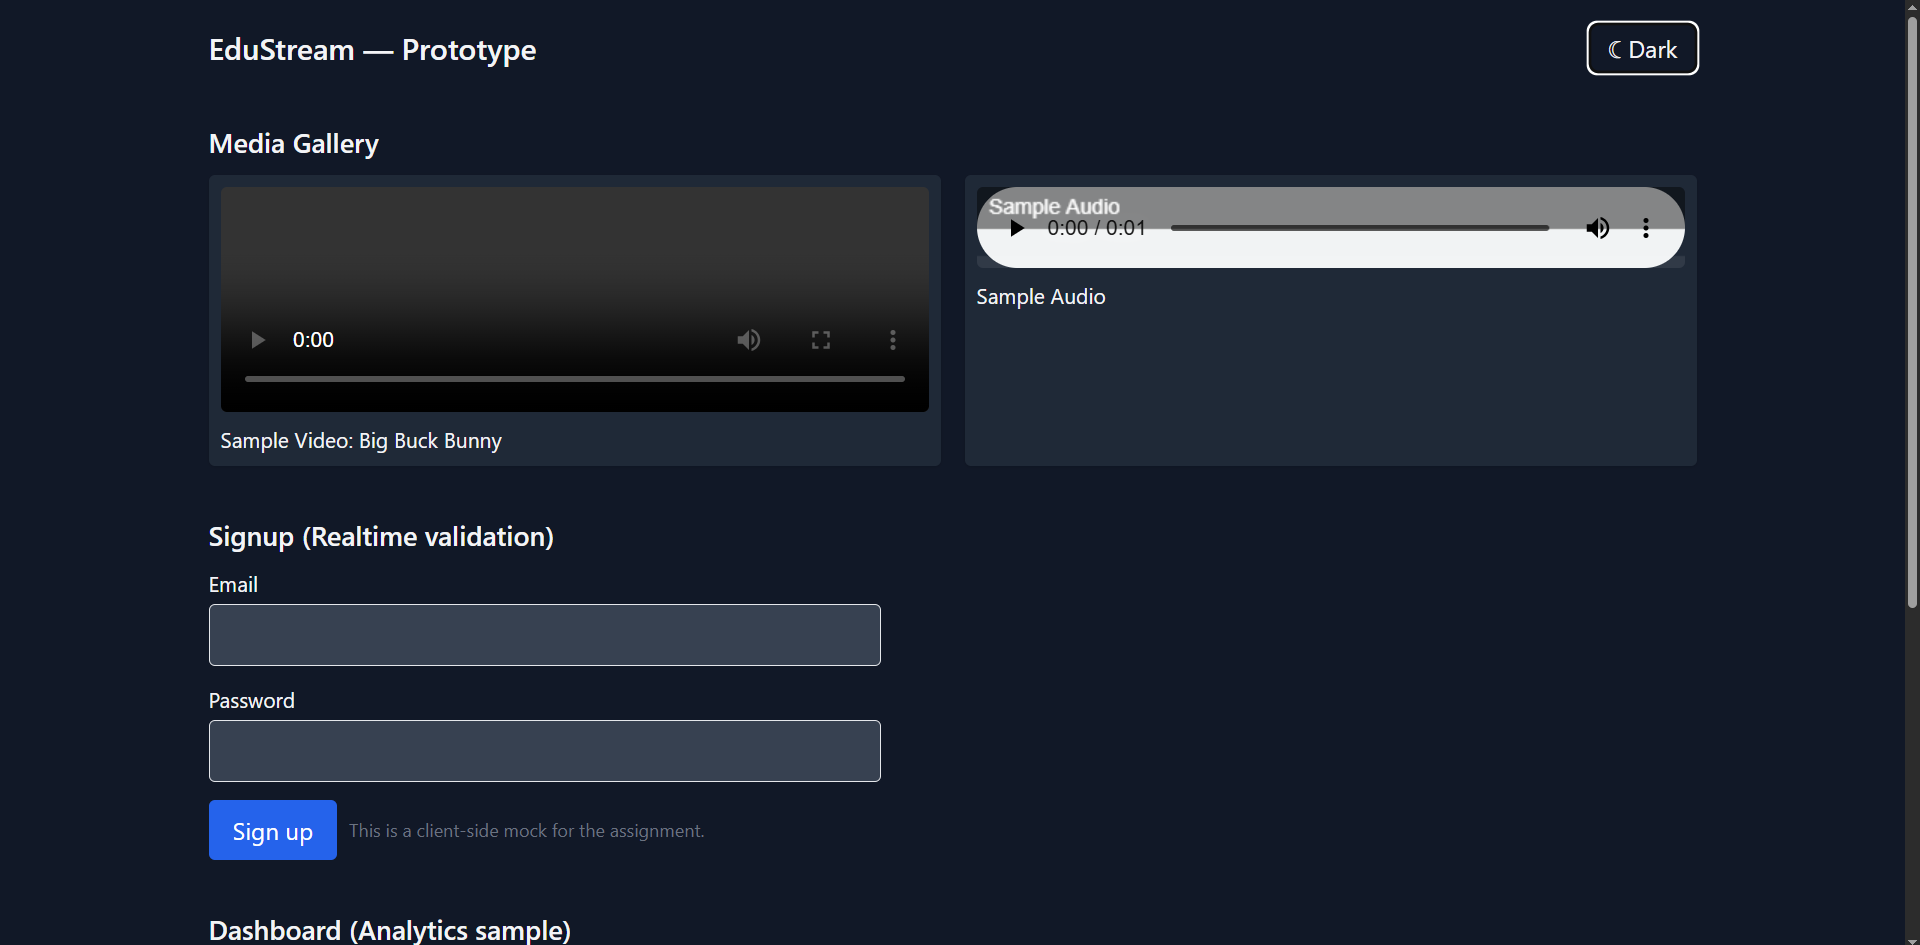 EduStream — Prototype
☾ Dark
Media Gallery
0:00
Sample Video: Big Buck Bunny
Sample Audio
0:00 / 0:01
Sample Audio
Signup (Realtime validation)
Email
Password
Sign up
This is a client-side mock for the assignment.
Dashboard (Analytics sample)